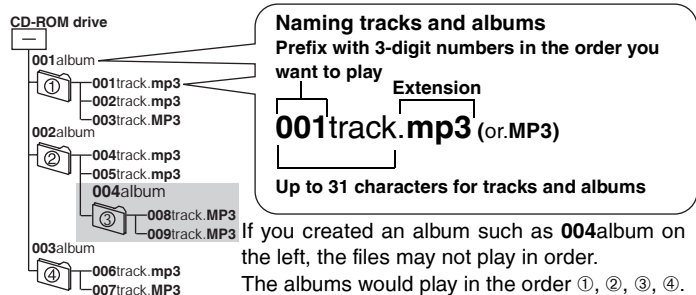 CD-ROM drive
001album
①
001track.mp3
002track.mp3
003track.MP3
002album
②
004track.mp3
005track.mp3
004album
③
008track.MP3
009track.MP3
003album
④
006track.mp3
007track.MP3
Naming tracks and albums
Prefix with 3-digit numbers in the order you
want to play
Extension
001track.mp3 (or.MP3)
Up to 31 characters for tracks and albums
If you created an album such as 004album on
the left, the files may not play in order.
The albums would play in the order ①, ②, ③, ④.